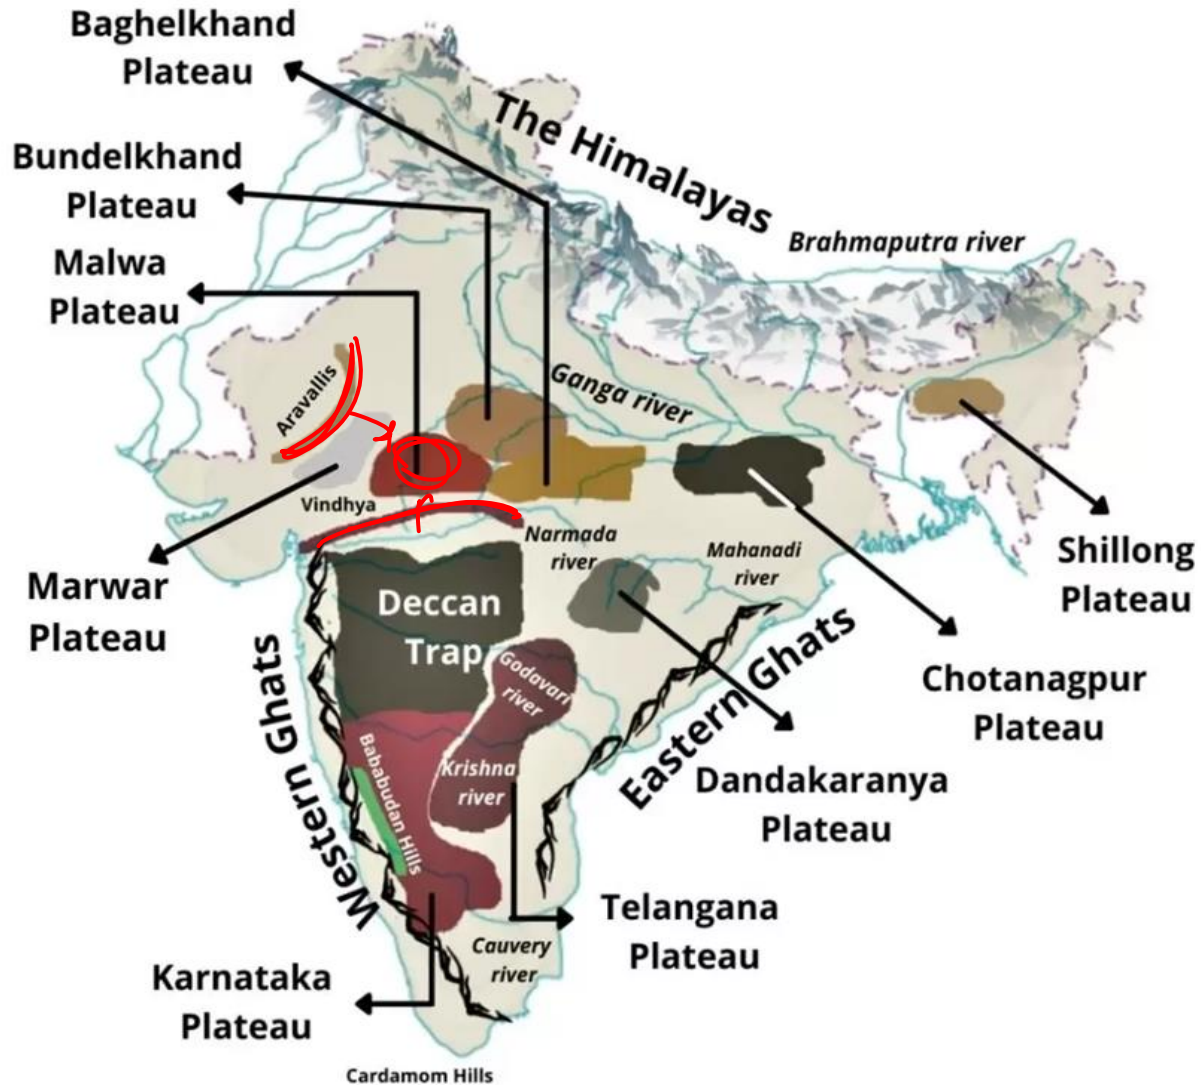 Baghelkhand
Plateau
The Himalayas
Bundelkhand
Plateau
Brahmaputra river
Malwa
Plateau
Aravallis
Ganga river
Vindhya
Narmada
river
Mahanadi
river
Shillong
Plateau
Marwar
Plateau
Deccan
Trap
Godavari
river
Western Ghats
Eastern Ghats
Chotanagpur
Plateau
Bababudan Hills
Krishna
river
Dandakaranya
Plateau
Telangana
Plateau
Cauvery
river
Karnataka
Plateau
Cardamom Hills